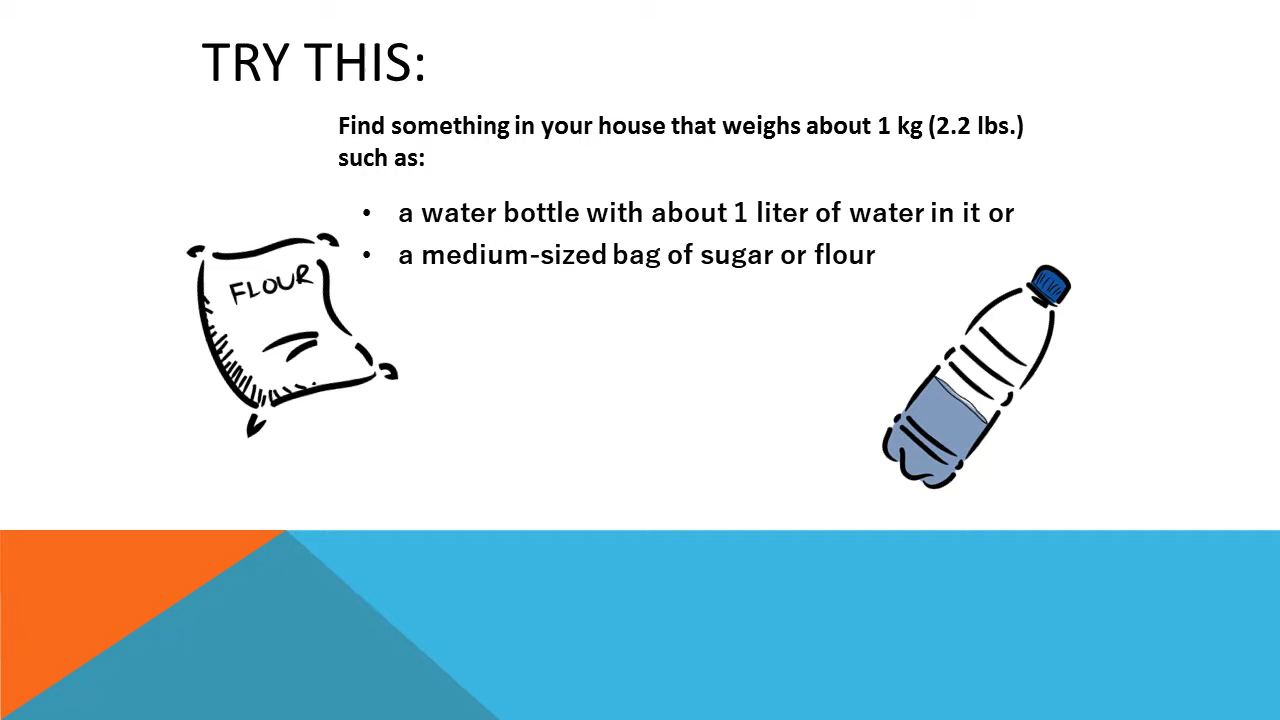 TRY THIS:
Find something in your house that weighs about 1 kg (2.2 lbs.)
such as:
• a water bottle with about 1 liter of water in it or
• a medium-sized bag of sugar or flour
FLOUR